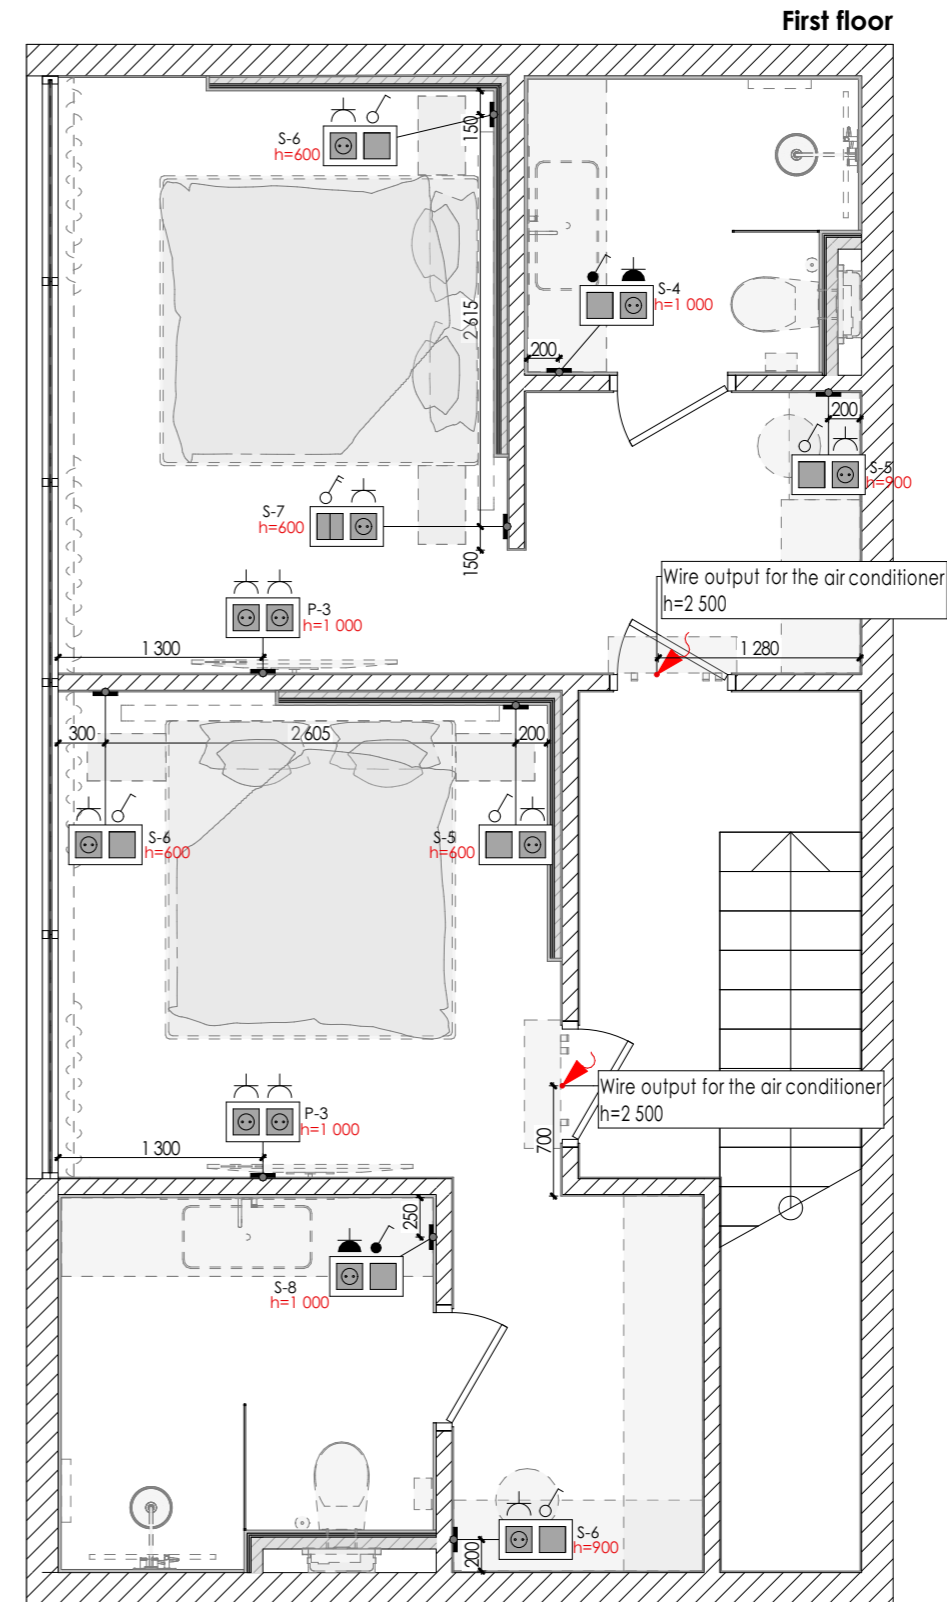 First floor
S-6
h=600
150
2 615
S-4
h=1 000
200
200
S-5
h=900
S-7
h=600
150
Wire output for the air conditioner
h=2 500
P-3
h=1 000
1 300
1 280
300
2 605
200
S-6
h=600
S-5
h=600
Wire output for the air conditioner
h=2 500
P-3
h=1 000
700
1 300
250
S-8
h=1 000
S-6
h=900
200